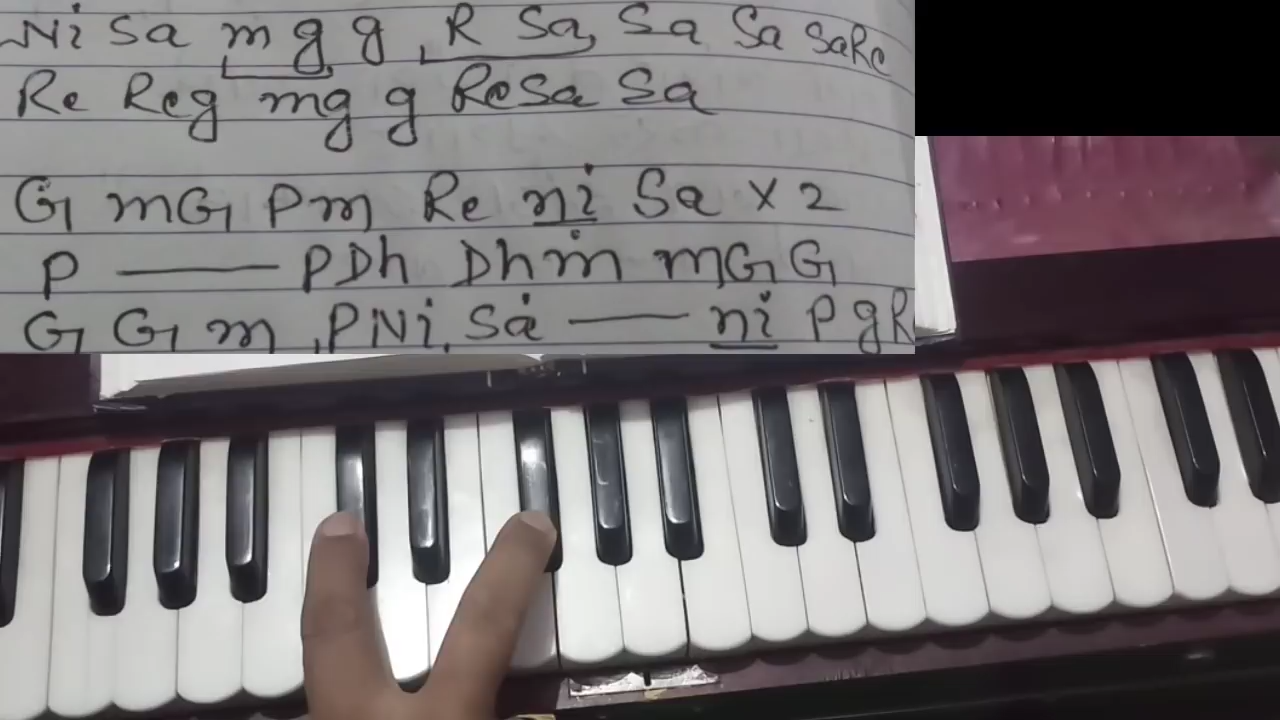 Ni Sa m g g , R Sa, Sa Sa SaRe
Re Reg mg g ReSa Sa
G mG Pm Re ni Sa x 2
P — PDh Dhṁ mG G
G G m , PNi, Sȧ — ni P gR